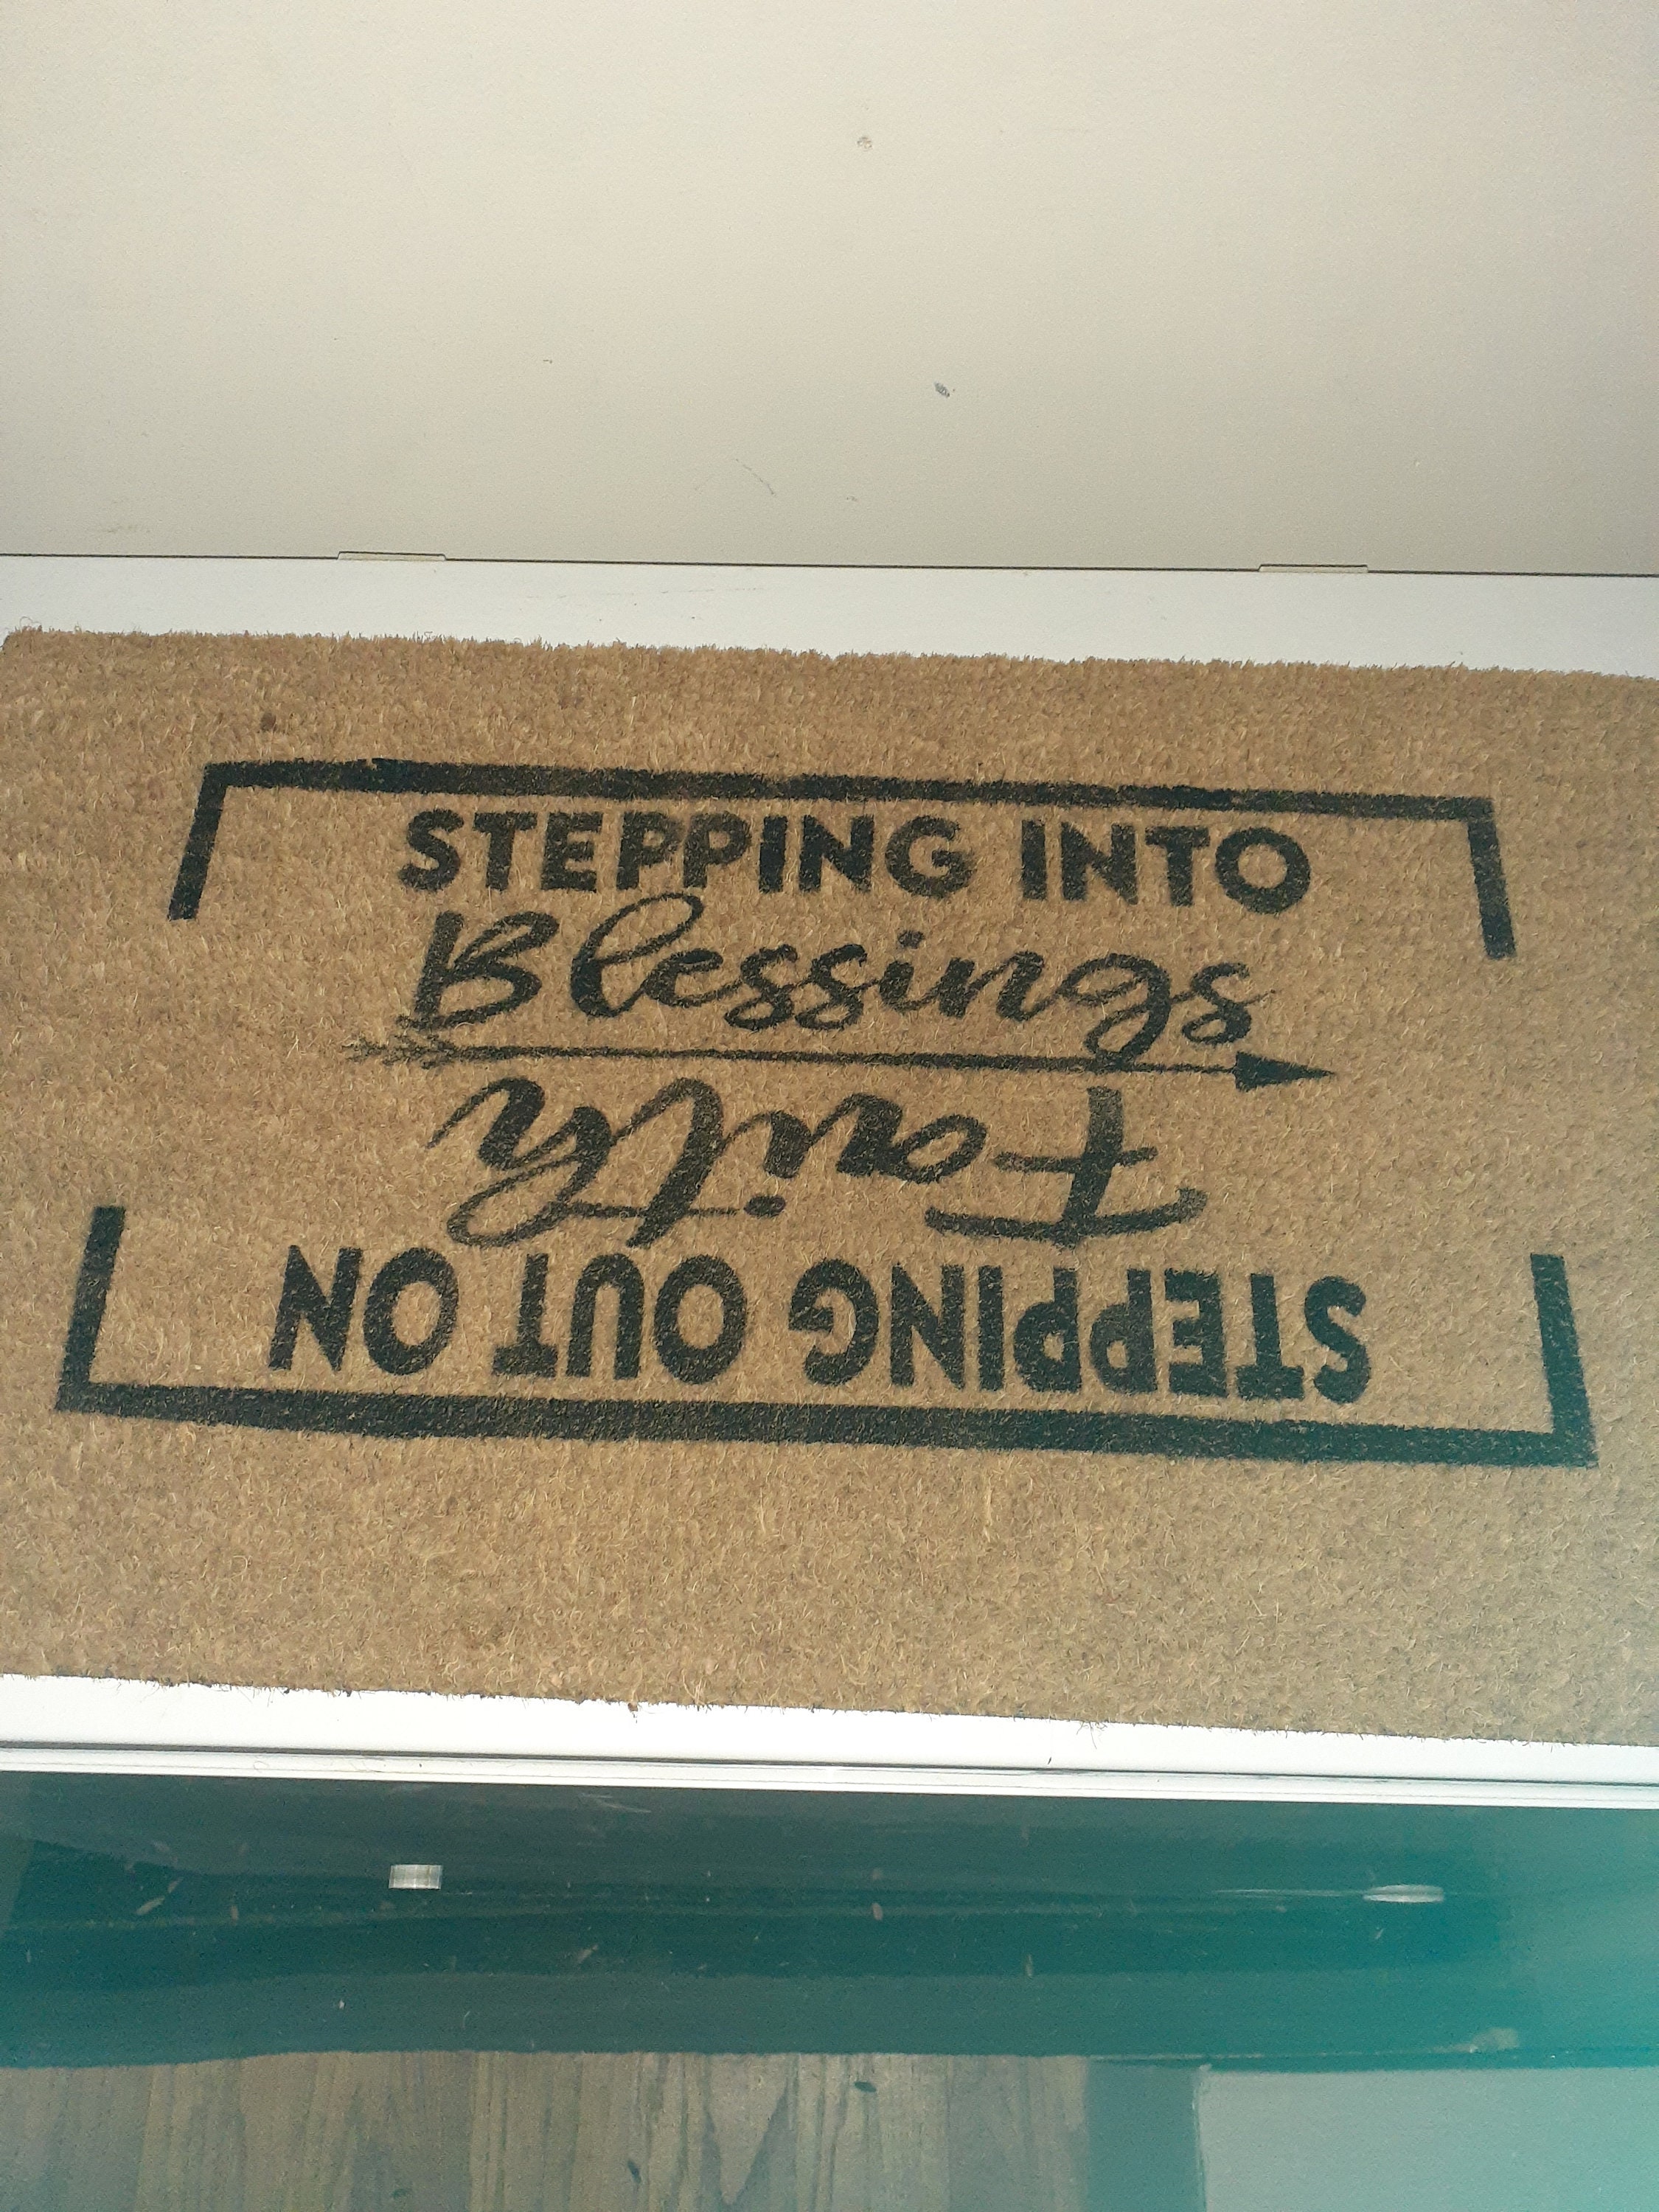 STEPPING INTO
Blessings
STEPPING OUT ON
Faith